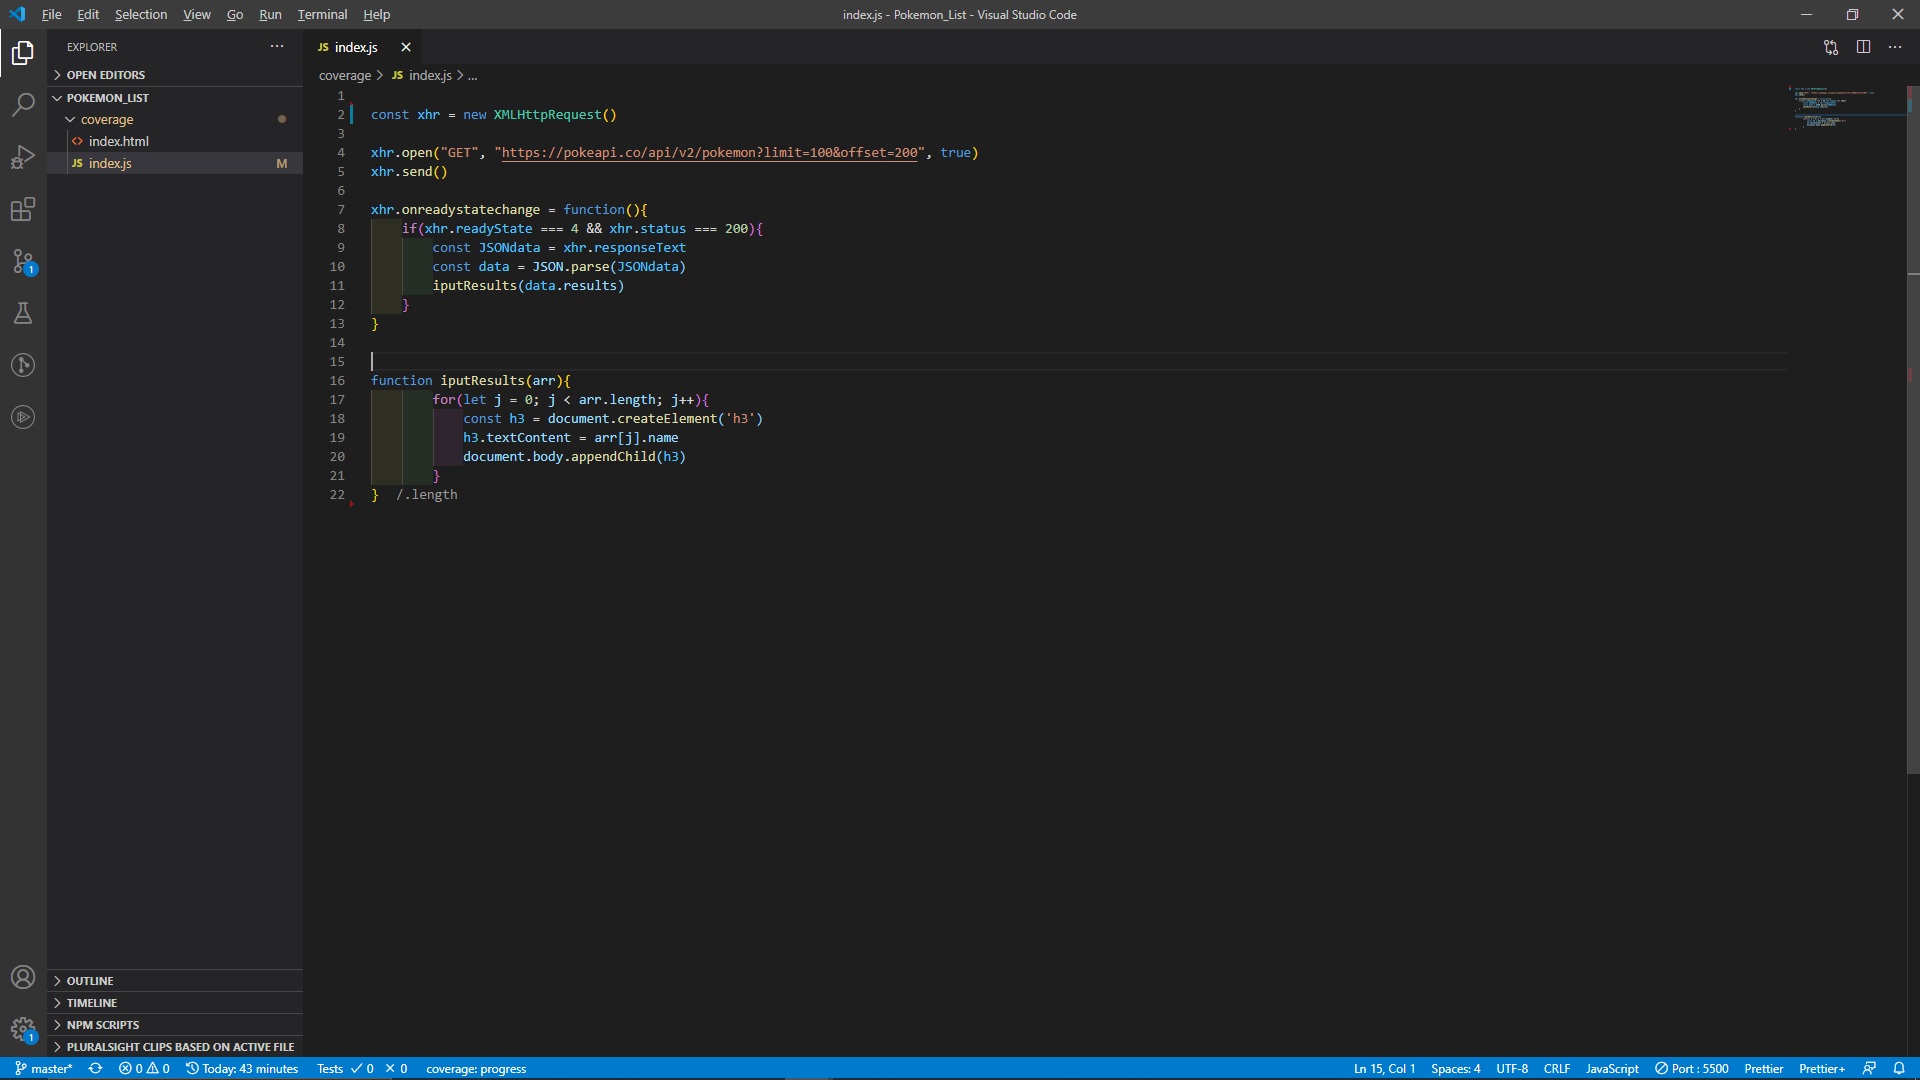 File Edit Selection View Go Run Terminal Help
index.js - Pokemon_List - Visual Studio Code
EXPLORER
OPEN EDITORS
POKEMON_LIST
coverage
index.html
JS index.js M
JS index.js
coverage > JS index.js > ...
1
2 const xhr = new XMLHttpRequest()
3
4 xhr.open("GET", "https://pokeapi.co/api/v2/pokemon?limit=100&offset=200", true)
5 xhr.send()
6
7 xhr.onreadystatechange = function(){
8 if(xhr.readyState === 4 && xhr.status === 200){
9 const JSONdata = xhr.responseText
10 const data = JSON.parse(JSONdata)
11 iputResults(data.results)
12 }
13 }
14
15
16 function iputResults(arr){
17 for(let j = 0; j < arr.length; j++){
18 const h3 = document.createElement('h3')
19 h3.textContent = arr[j].name
20 document.body.appendChild(h3)
21 }
22 } /.length
1
OUTLINE
TIMELINE
NPM SCRIPTS
1
PLURALSIGHT CLIPS BASED ON ACTIVE FILE
master* 0 0 Today: 43 minutes Tests ✓ 0 × 0 coverage: progress
Ln 15, Col 1 Spaces: 4 UTF-8 CRLF JavaScript Port : 5500 Prettier Prettier+